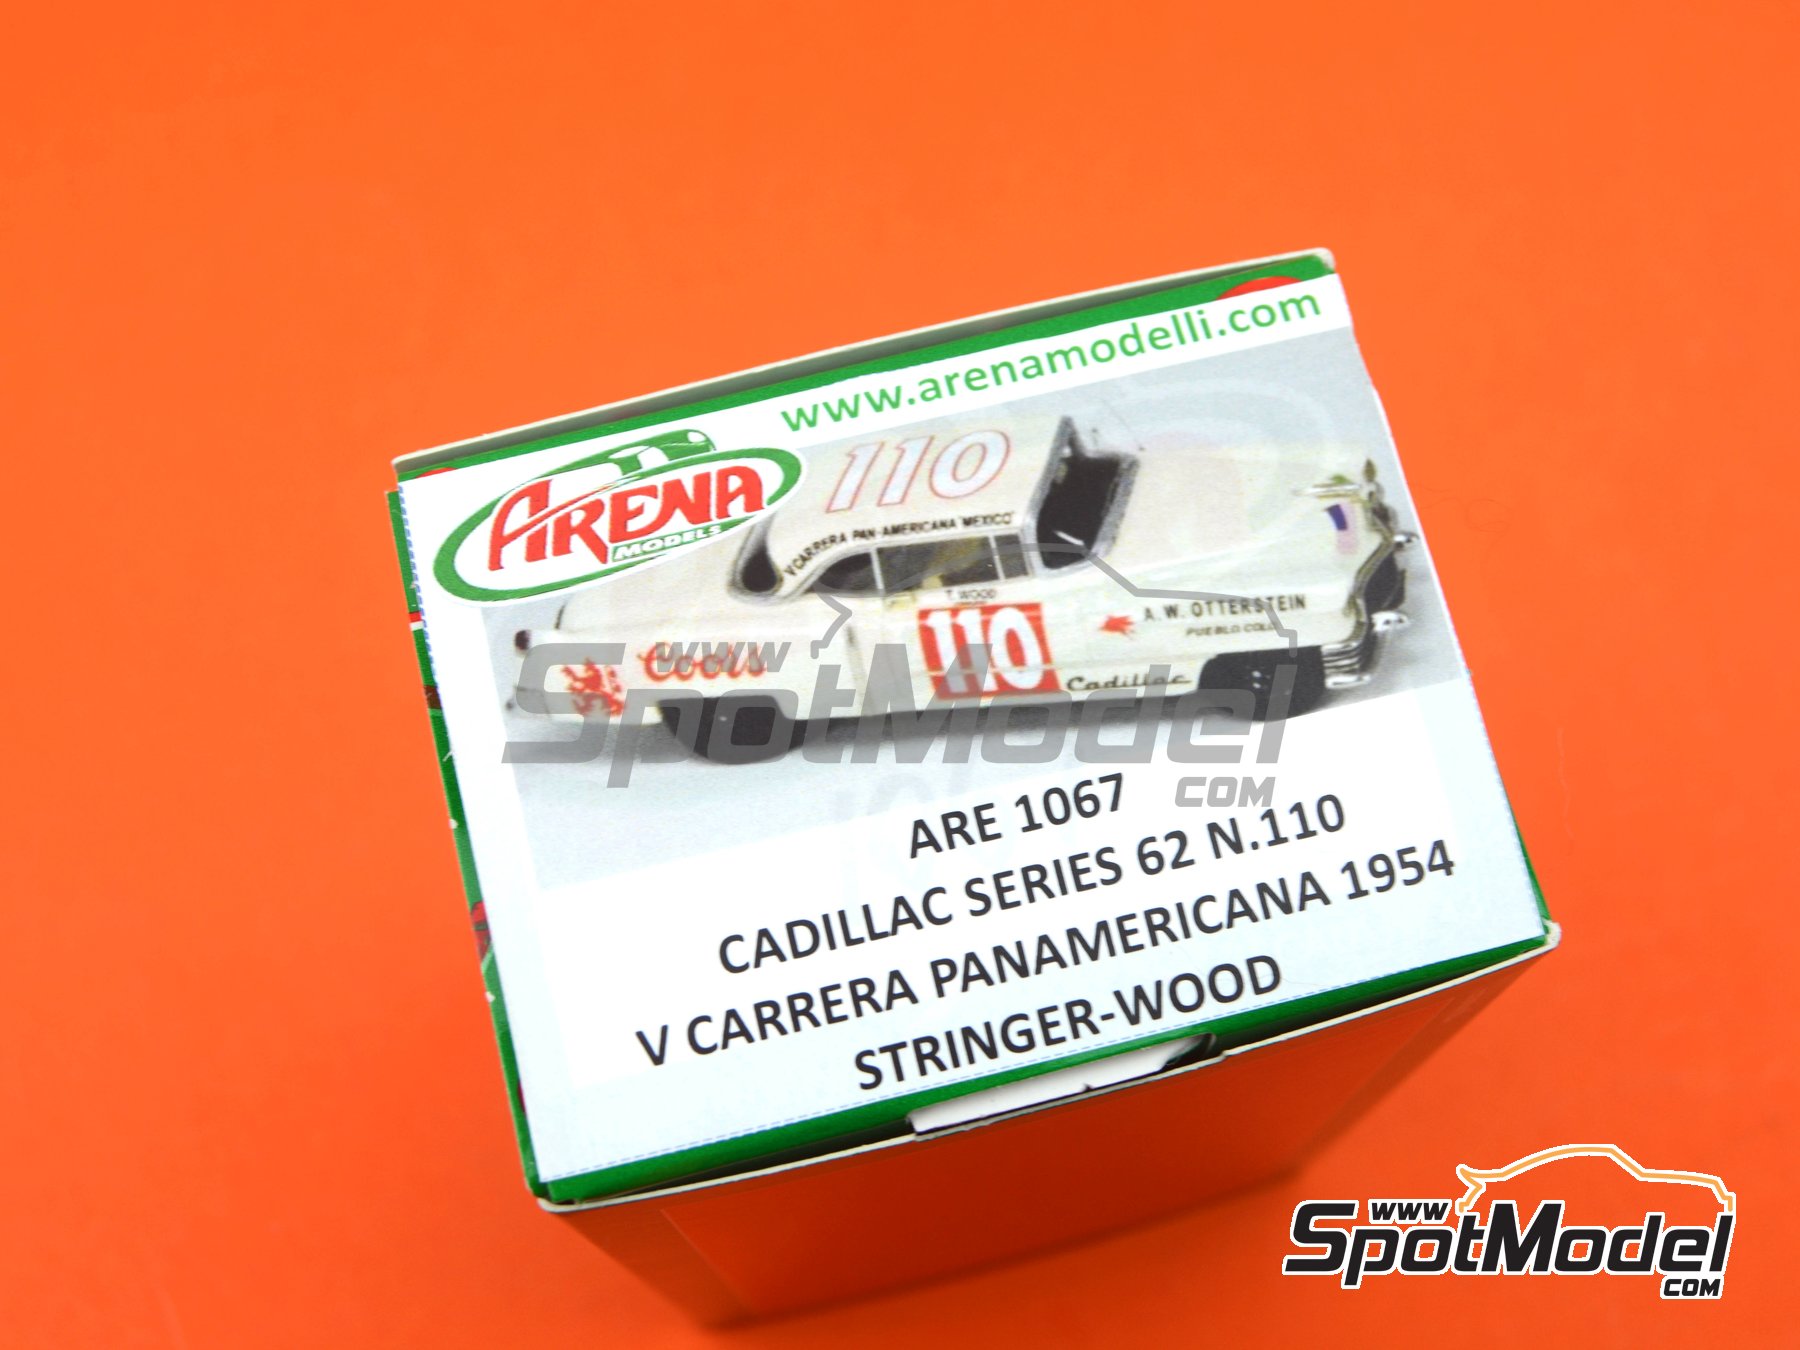 www.arenamodelli.com
ARENA
MODELS
110
V CARRERA PAN-AMERICANA MEXICO
T. WOOD
110
A. W. OTTERSTEIN
PUEBLO, COLO.
Coors
Cadillac
www
SpotModel
.COM
ARE 1067
CADILLAC SERIES 62 N.110
V CARRERA PANAMERICANA 1954
STRINGER-WOOD
www
SpotModel
.COM